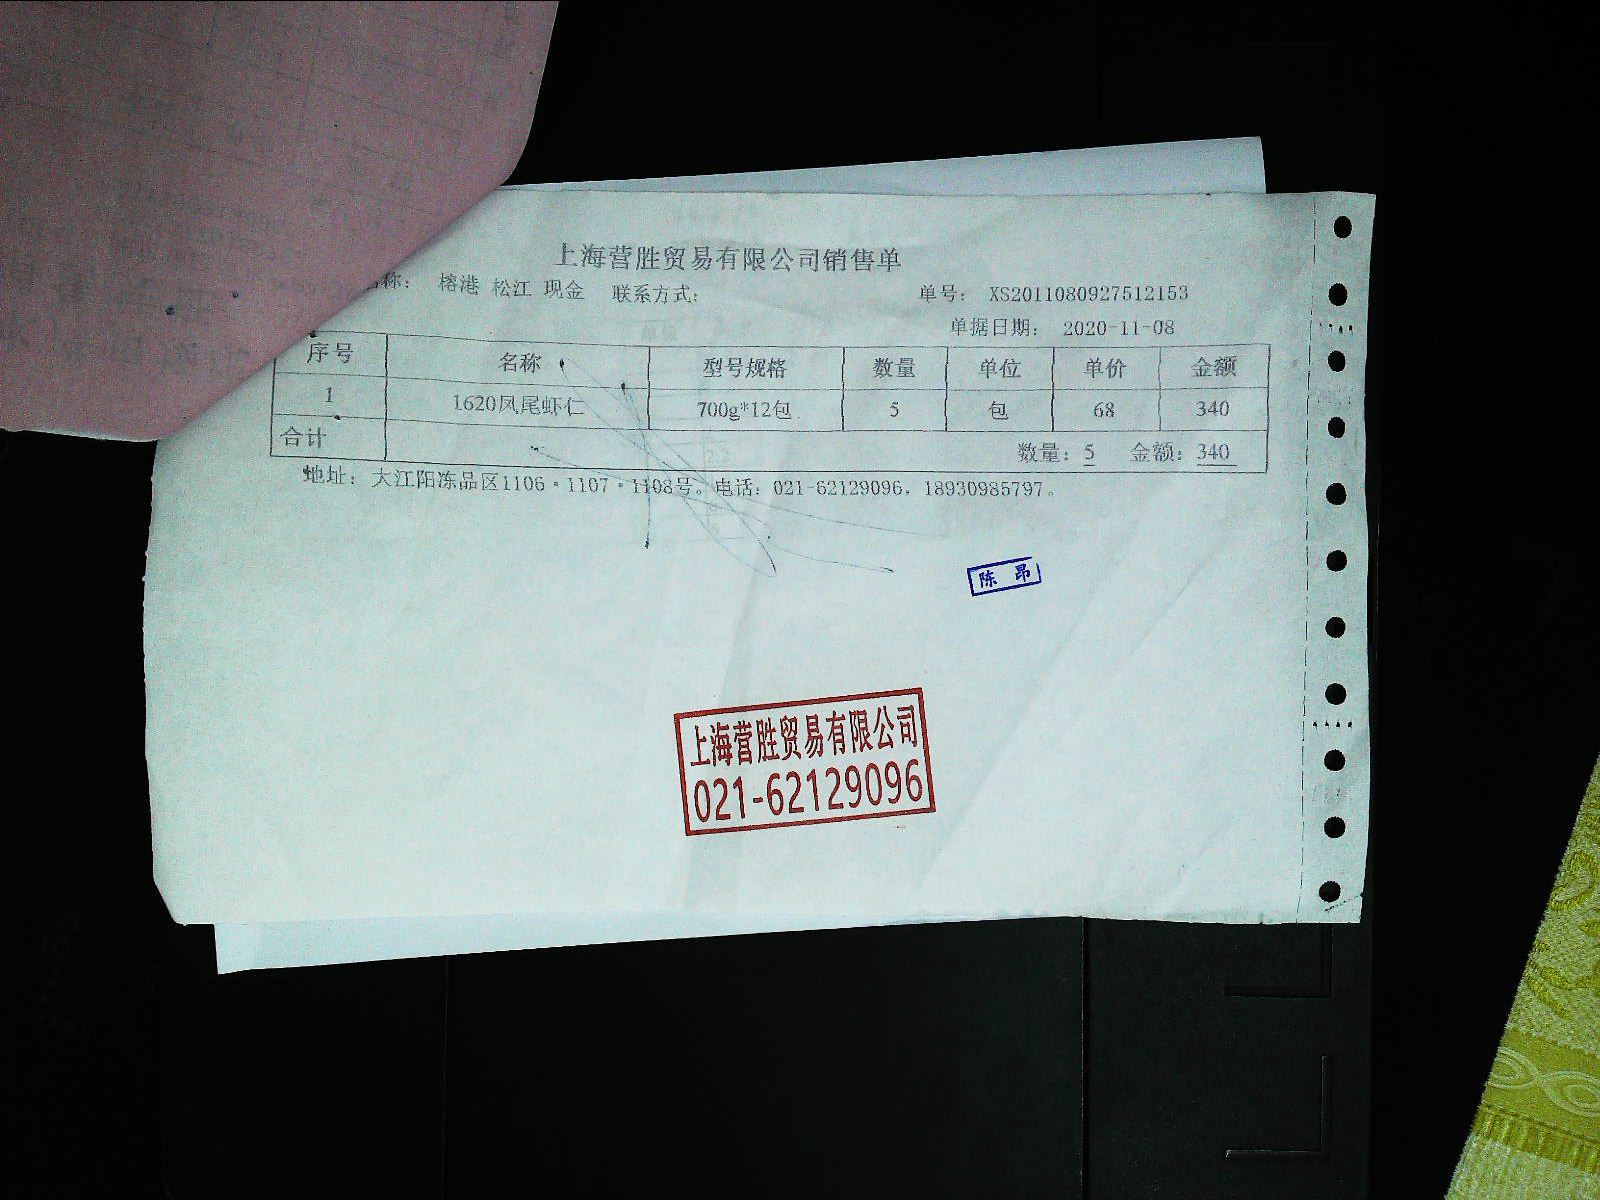 上海营胜贸易有限公司销售单
称： 榕港 松江 现金 联系方式： 单号： XS2011080927512153
单据日期： 2020-11-08
序号 名称 型号规格 数量 单位 单价 金额
1 1620凤尾虾仁 700g*12包 5 包 68 340
合计 数量：5 金额：340
地址：大江阳冻品区1106·1107·1108号。电话：021-62129096，18930985797。
陈 昂
上海营胜贸易有限公司
021-62129096